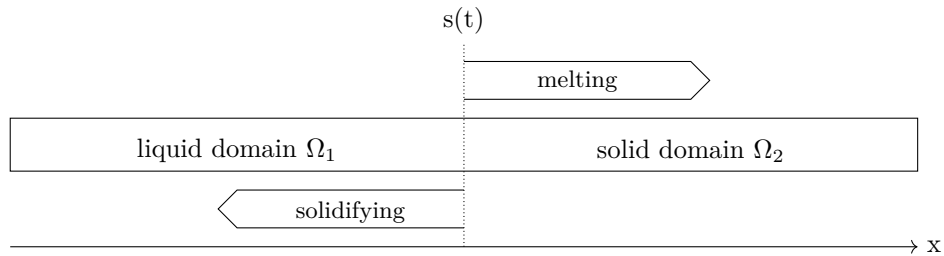 s(t)
melting
liquid domain Ω₁
solid domain Ω₂
solidifying
x